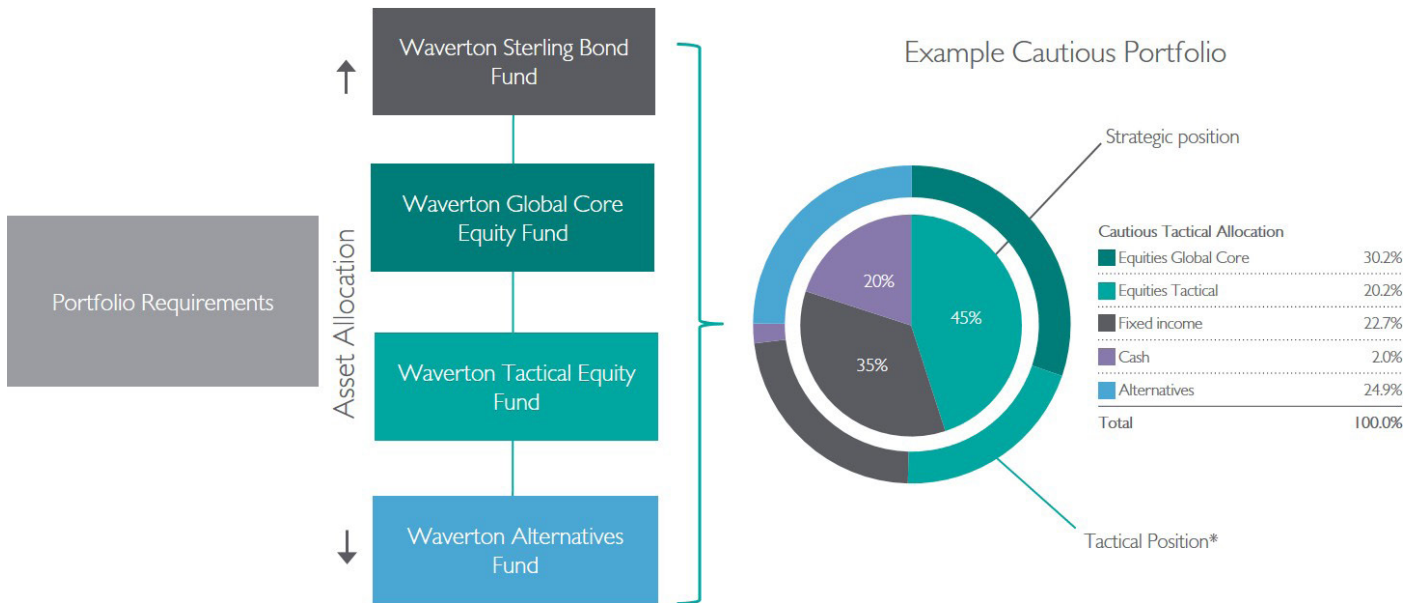 Portfolio Requirements
Asset Allocation
Waverton Sterling Bond
Fund
Waverton Global Core
Equity Fund
Waverton Tactical Equity
Fund
Waverton Alternatives
Fund
Example Cautious Portfolio
Strategic position
20%
45%
35%
Cautious Tactical Allocation
Equities Global Core 30.2%
Equities Tactical 20.2%
Fixed income 22.7%
Cash 2.0%
Alternatives 24.9%
Total 100.0%
Tactical Position*